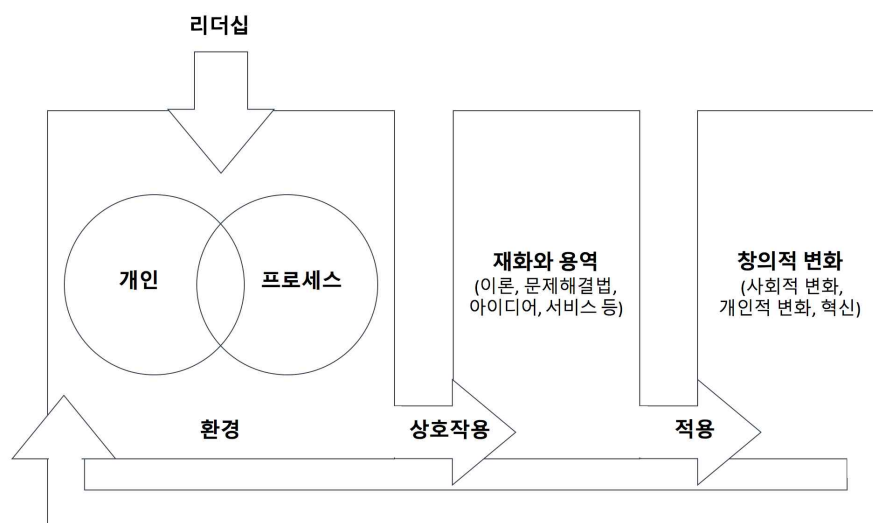 리더십
개인
프로세스
환경
상호작용
재화와 용역
(이론, 문제해결법,
아이디어, 서비스 등)
적용
창의적 변화
(사회적 변화,
개인적 변화, 혁신)